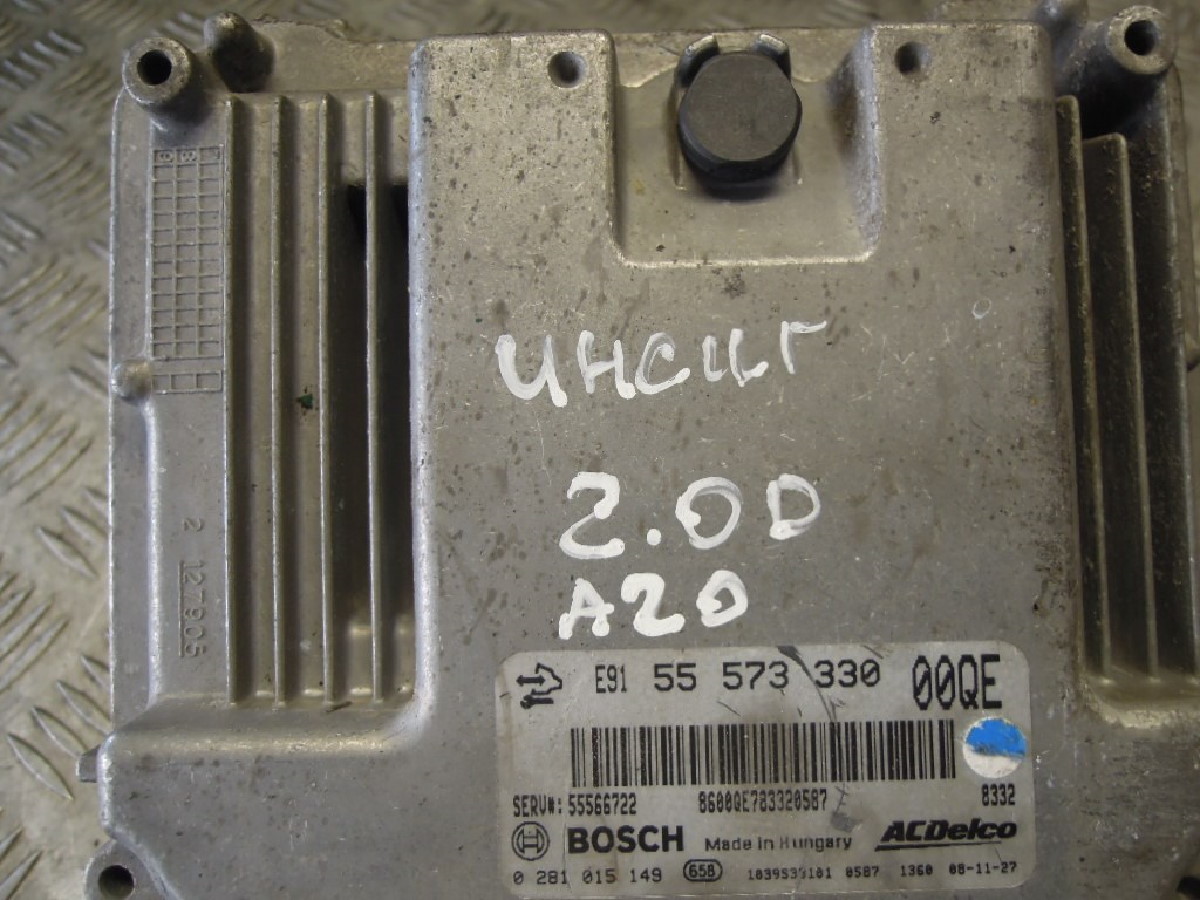 2 127905
ИНСИГ
2.0D
A20
E91 55 573 330 00QE
SERV#: 55566722 8600QE783320587 8332
BOSCH Made in Hungary ACDelco
0 281 015 149 658 1039S39101 0587 1360 08-11-27